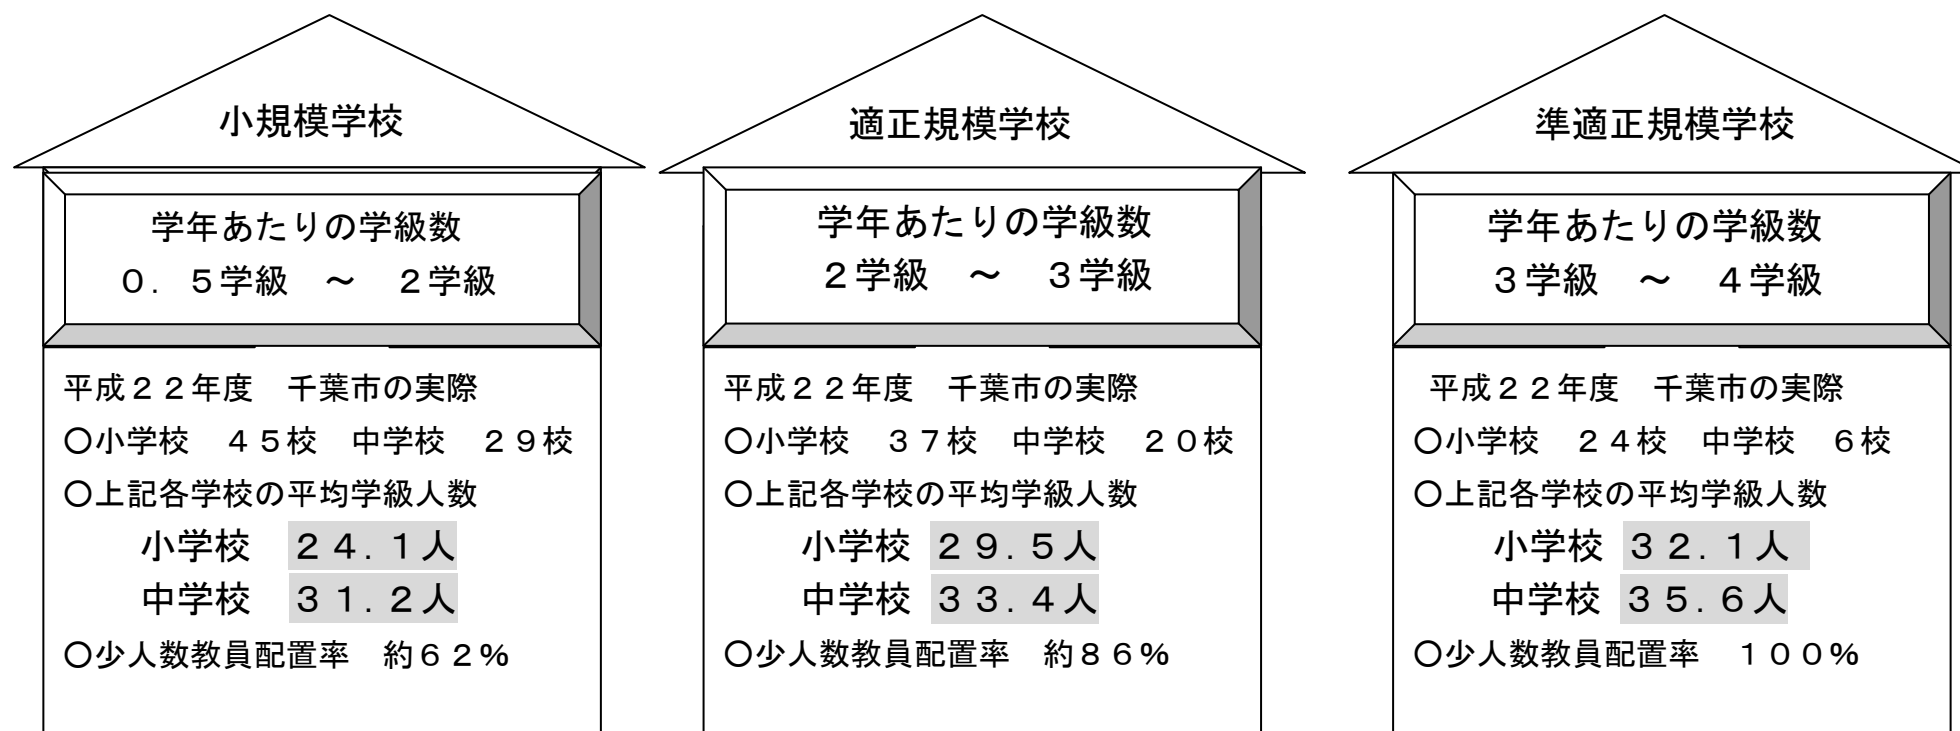 小規模学校
学年あたりの学級数
０．５学級　～　２学級
平成２２年度　千葉市の実際
○小学校　４５校　中学校　２９校
○上記各学校の平均学級人数
小学校　２４.１人
中学校　３１.２人
○少人数教員配置率　約６２％
適正規模学校
学年あたりの学級数
２学級　～　３学級
平成２２年度　千葉市の実際
○小学校　３７校　中学校　２０校
○上記各学校の平均学級人数
小学校　２９.５人
中学校　３３.４人
○少人数教員配置率　約８６％
準適正規模学校
学年あたりの学級数
３学級　～　４学級
平成２２年度　千葉市の実際
○小学校　２４校　中学校　６校
○上記各学校の平均学級人数
小学校　３２.１人
中学校　３５.６人
○少人数教員配置率　１００％